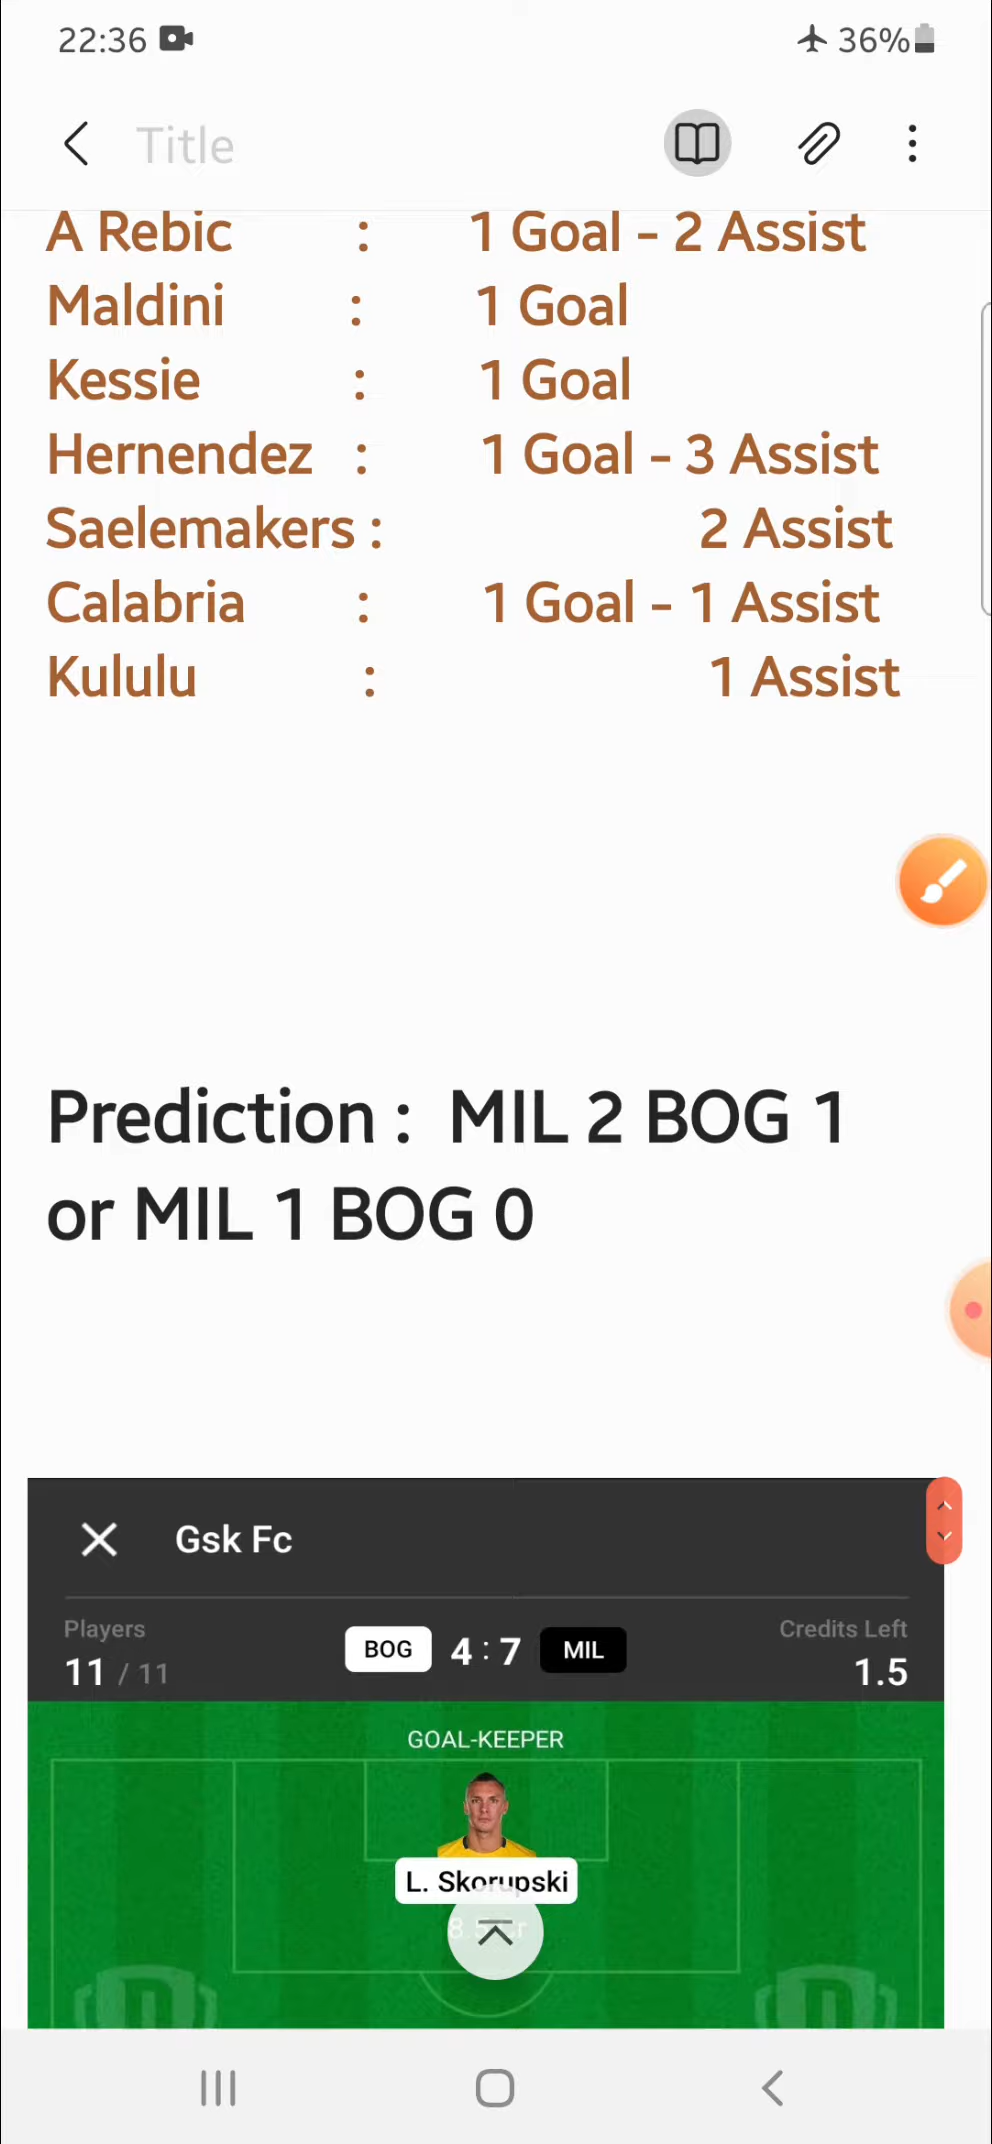 22:36 36%
Title
A Rebic : 1 Goal - 2 Assist
Maldini : 1 Goal
Kessie : 1 Goal
Hernendez : 1 Goal - 3 Assist
Saelemakers : 2 Assist
Calabria : 1 Goal - 1 Assist
Kululu : 1 Assist
Prediction : MIL 2 BOG 1
or MIL 1 BOG 0
Gsk Fc
Players Credits Left
11 / 11 BOG 4 : 7 MIL 1.5
GOAL-KEEPER
L. Skorupski